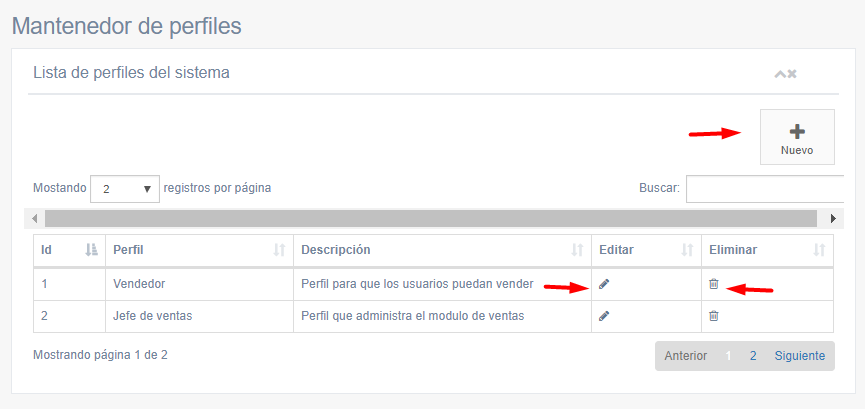 Mantenedor de perfiles
Lista de perfiles del sistema
Nuevo
Mostando 2 registros por página Buscar:
Id Perfil Descripción Editar Eliminar
1 Vendedor Perfil para que los usuarios puedan vender
2 Jefe de ventas Perfil que administra el modulo de ventas
Mostrando página 1 de 2 Anterior 1 2 Siguiente